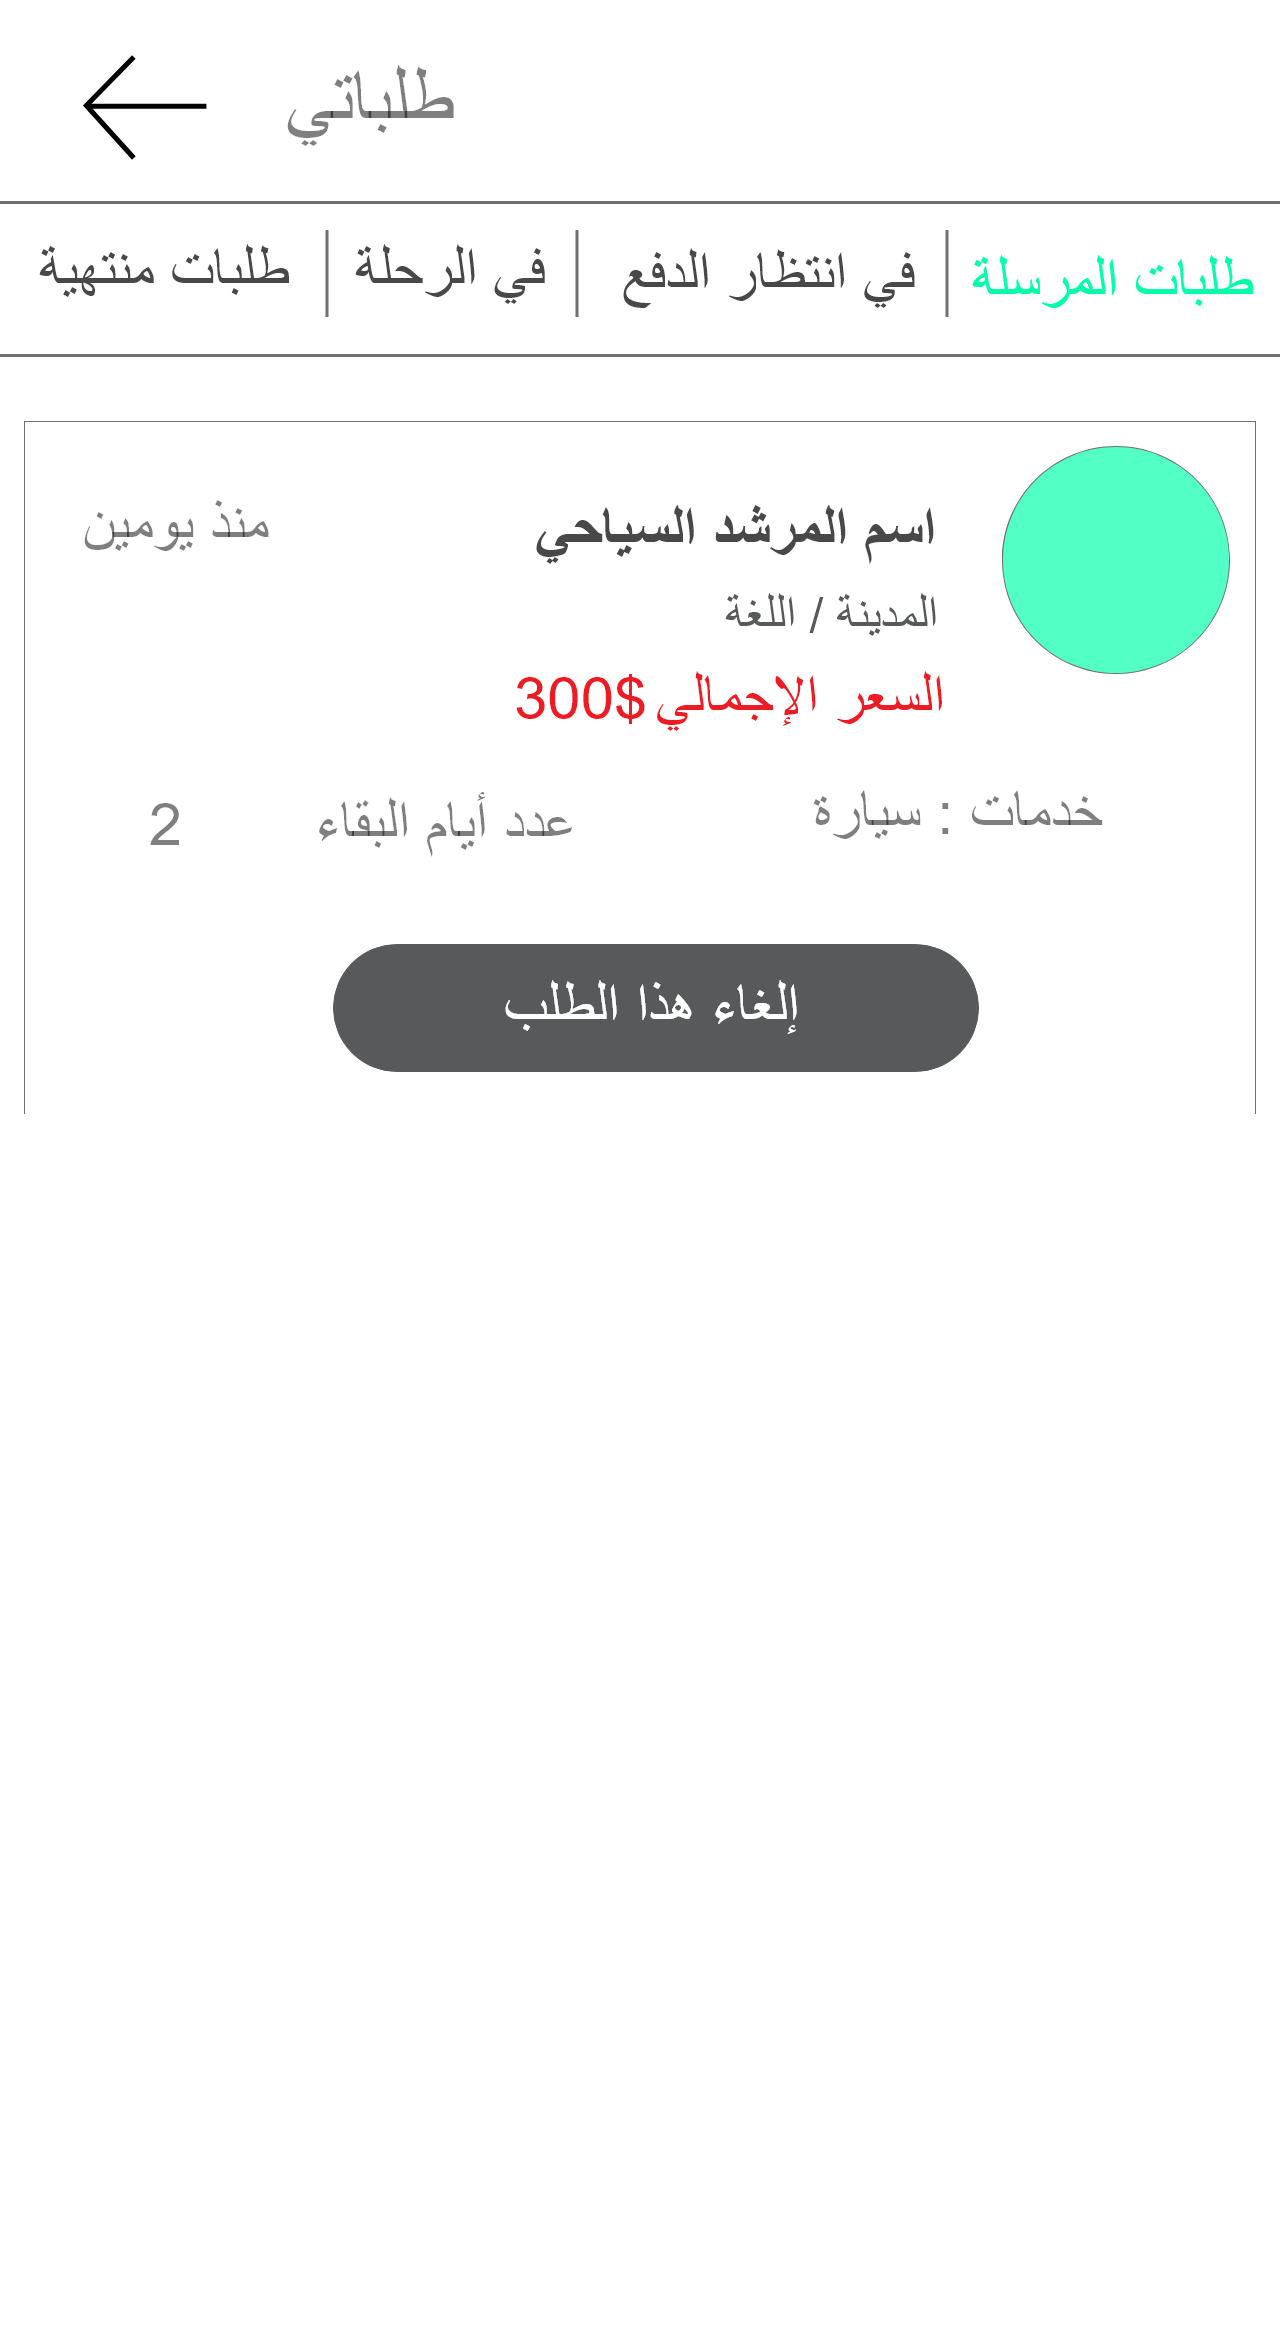 طلباتي
طلبات المرسلة
في انتظار الدفع
في الرحلة
طلبات منتهية
اسم المرشد السياحي
منذ يومين
المدينة / اللغة
السعر الإجمالي 300$
خدمات : سيارة
عدد أيام البقاء 2
إلغاء هذا الطلب